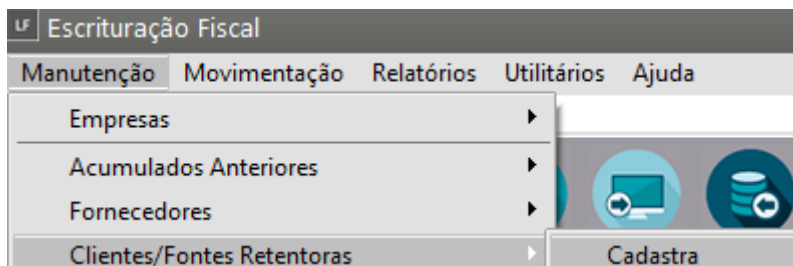 LF Escrituração Fiscal
Manutenção Movimentação Relatórios Utilitários Ajuda
Empresas
Acumulados Anteriores
Fornecedores
Clientes/Fontes Retentoras Cadastra